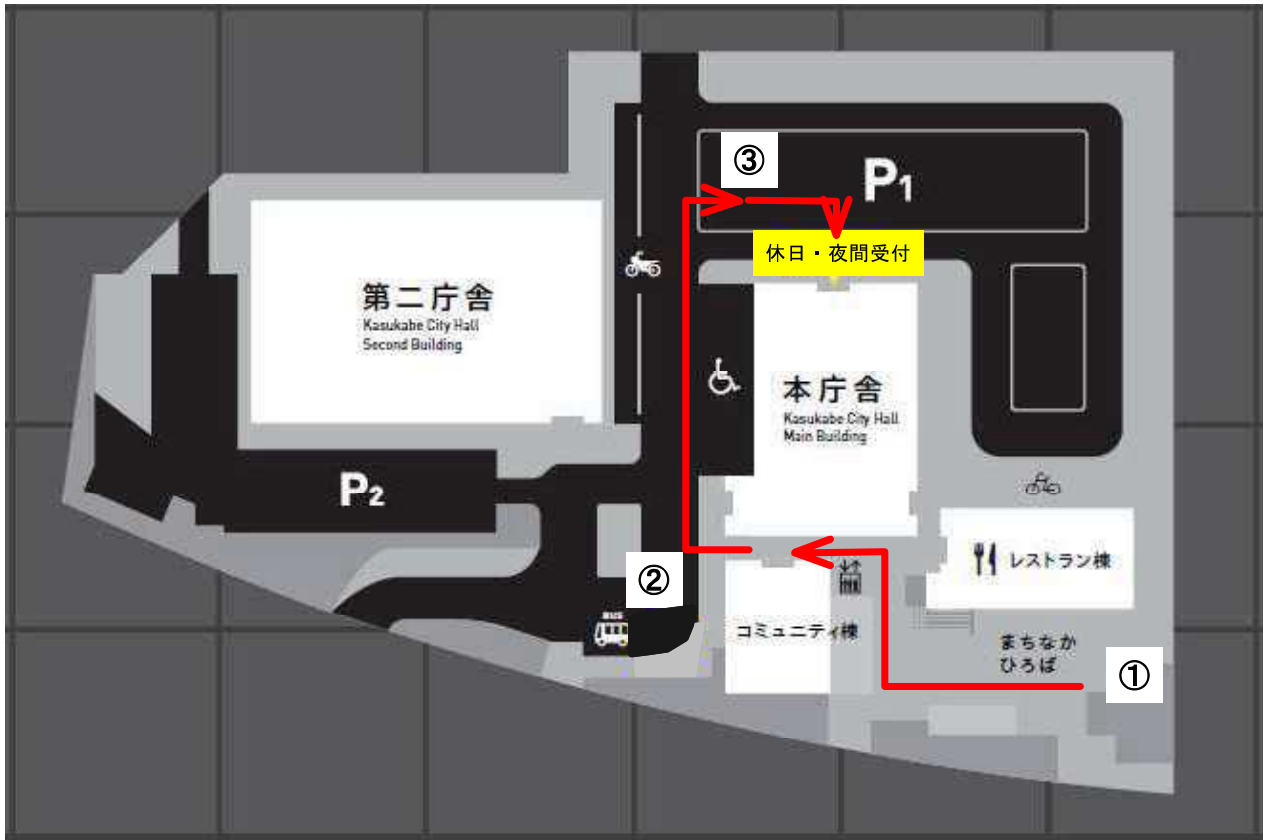 ③
P1
休日・夜間受付
第二庁舎
Kasukabe City Hall
Second Building
本庁舎
Kasukabe City Hall
Main Building
P2
レストラン棟
②
BUS
コミュニティ棟
まちなか
ひろば
①